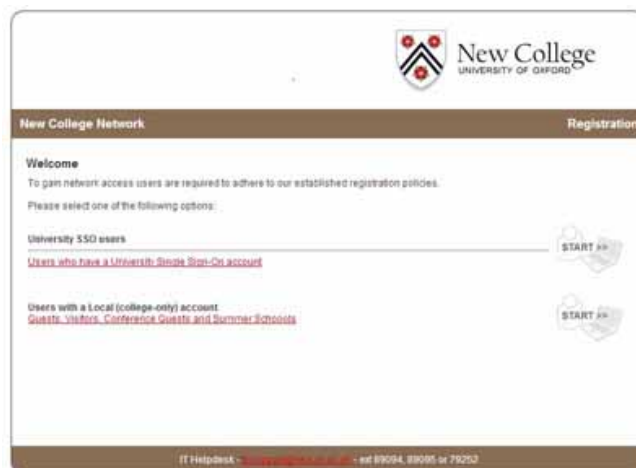 New College
UNIVERSITY OF OXFORD
New College Network Registration
Welcome
To gain network access users are required to adhere to our established registration policies.
Please select one of the following options:
University SSO users
START >>
Users who have a University Single Sign-On account
Users with a Local (college-only) account
START >>
Guests, Visitors, Conference Guests and Summer Schools
IT Helpdesk - - ext 89094, 89095 or 79252